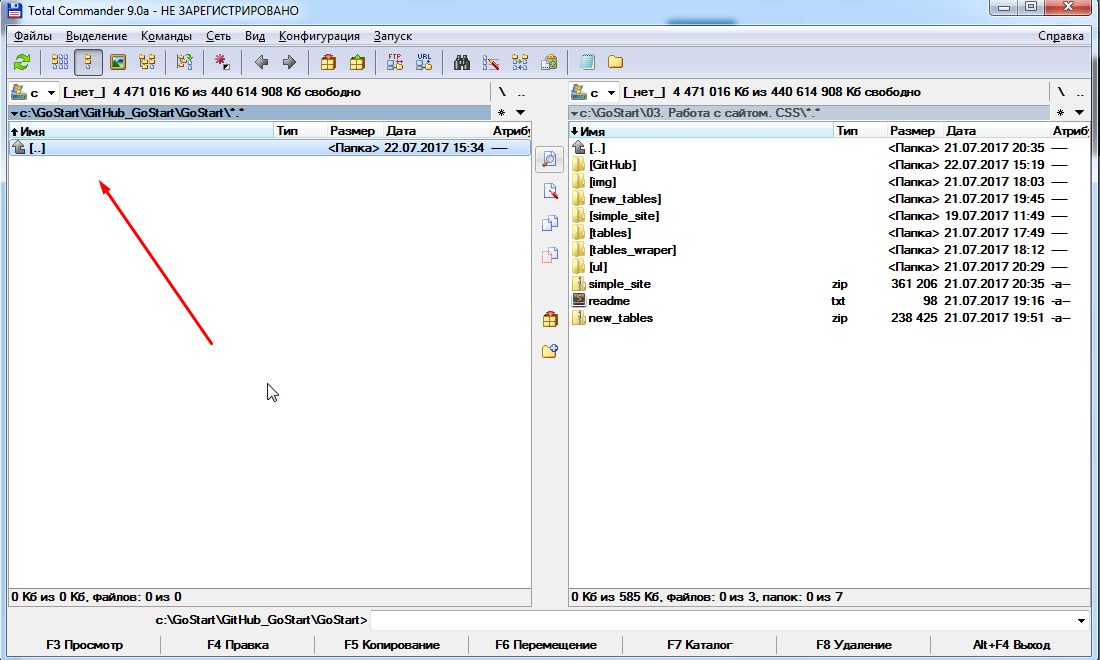 Total Commander 9.0a - НЕ ЗАРЕГИСТРИРОВАНО
Файлы Выделение Команды Сеть Вид Конфигурация Запуск Справка
FTP URL
c [_нет_] 4 471 016 Кб из 440 614 908 Кб свободно \ ..
c:\GoStart\GitHub_GoStart\GoStart\*.* * 
Имя Тип Размер Дата Атрибу
[..] <Папка> 22.07.2017 15:34 —
0 Кб из 0 Кб, файлов: 0 из 0
c [_нет_] 4 471 016 Кб из 440 614 908 Кб свободно \ ..
c:\GoStart\03. Работа с сайтом. CSS\*.* *
Имя Тип Размер Дата Атрибу
[..] <Папка> 21.07.2017 20:35 —
[GitHub] <Папка> 22.07.2017 15:19 —
[img] <Папка> 21.07.2017 18:03 —
[new_tables] <Папка> 21.07.2017 19:45 —
[simple_site] <Папка> 19.07.2017 11:49 —
[tables] <Папка> 21.07.2017 17:49 —
[tables_wraper] <Папка> 21.07.2017 18:12 —
[ul] <Папка> 21.07.2017 20:29 —
simple_site zip 361 206 21.07.2017 20:35 -a--
readme txt 98 21.07.2017 19:16 -a--
new_tables zip 238 425 21.07.2017 19:51 -a--
0 Кб из 585 Кб, файлов: 0 из 3, папок: 0 из 7
c:\GoStart\GitHub_GoStart\GoStart>
F3 Просмотр F4 Правка F5 Копирование F6 Перемещение F7 Каталог F8 Удаление Alt+F4 Выход